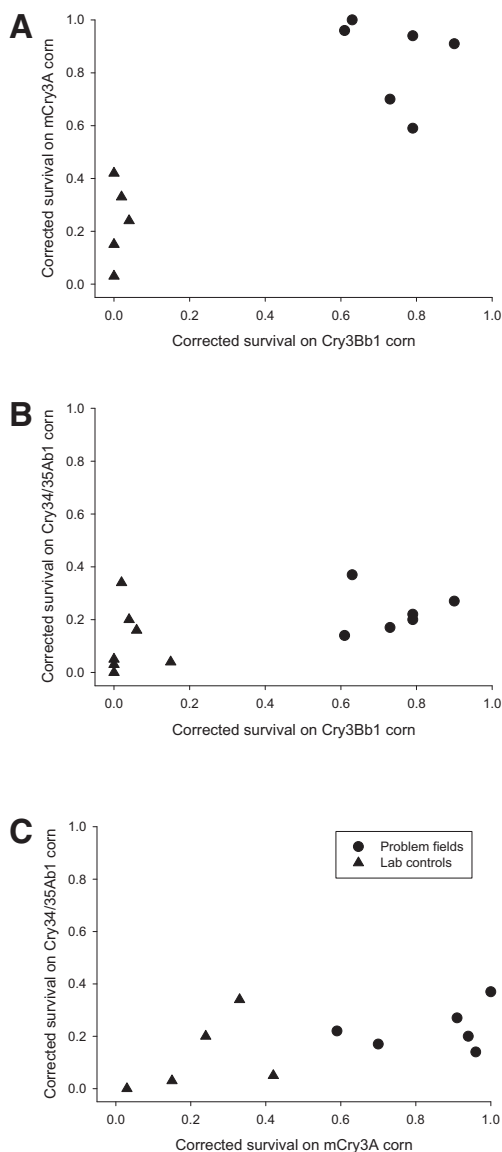 A
Corrected survival on mCry3A corn
1.0
0.8
0.6
0.4
0.2
0.0
0.0 0.2 0.4 0.6 0.8 1.0
Corrected survival on Cry3Bb1 corn
B
Corrected survival on Cry34/35Ab1 corn
1.0
0.8
0.6
0.4
0.2
0.0
0.0 0.2 0.4 0.6 0.8 1.0
Corrected survival on Cry3Bb1 corn
C
Corrected survival on Cry34/35Ab1 corn
1.0
0.8
0.6
0.4
0.2
0.0
Problem fields
Lab controls
0.0 0.2 0.4 0.6 0.8 1.0
Corrected survival on mCry3A corn